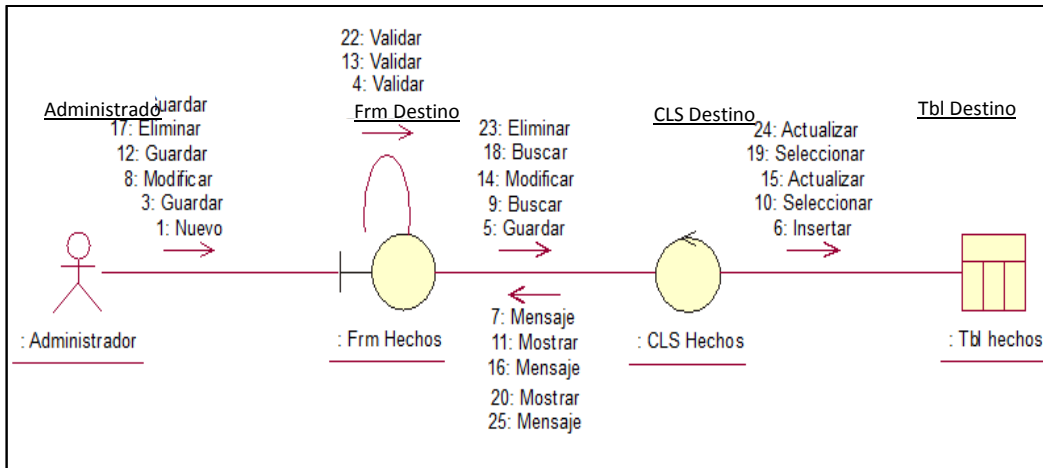 22: Validar
13: Validar
4: Validar
Administrado
Frm Destino
CLS Destino
Tbl Destino
17: Eliminar
12: Guardar
8: Modificar
3: Guardar
1: Nuevo
23: Eliminar
18: Buscar
14: Modificar
9: Buscar
5: Guardar
24: Actualizar
19: Seleccionar
15: Actualizar
10: Seleccionar
6: Insertar
7: Mensaje
11: Mostrar
16: Mensaje
20: Mostrar
25: Mensaje
: Administrador
: Frm Hechos
: CLS Hechos
: Tbl hechos